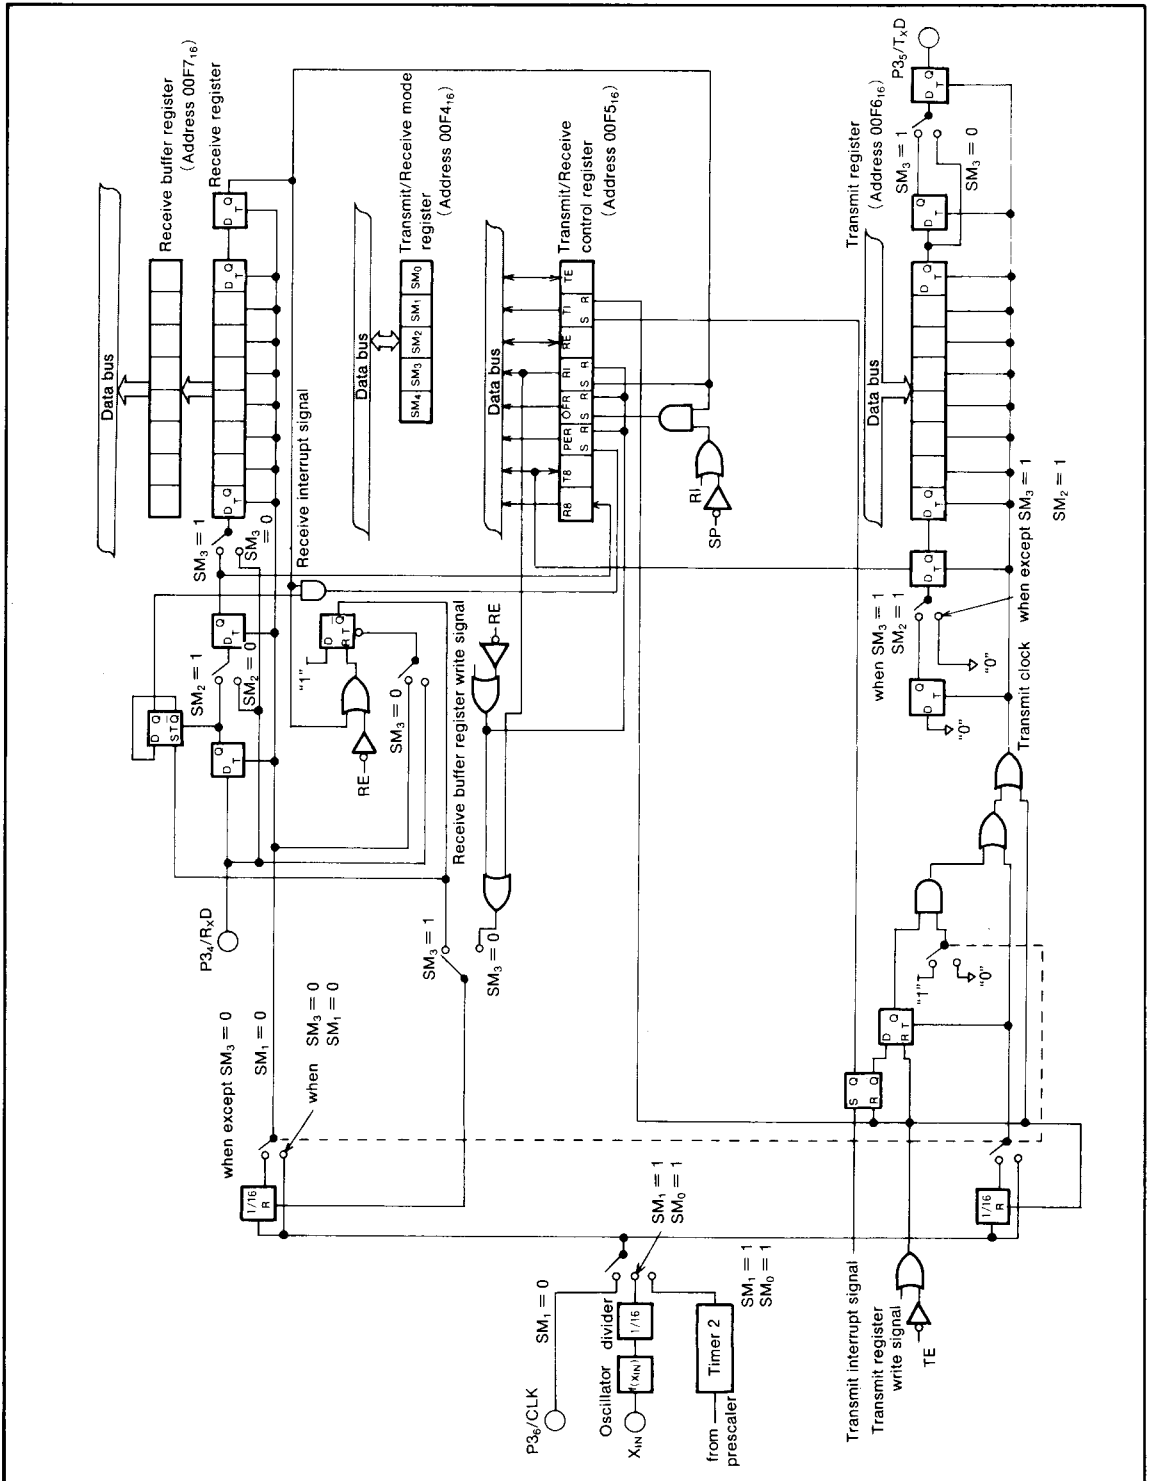 Data bus
Receive buffer register
(Address 00F7₁₆)
Receive register
D Q
T
D Q
T
D Q
T
SM₃ = 1
SM₃ = 0
D Q
T
SM₂ = 1
SM₂ = 0
D Q
S T Q̅
D Q
T
P3₄/RxD
Receive interrupt signal
"1"
D
R T Q̅
RE
SM₃ = 0
Receive buffer register write signal
Data bus
SM₄ SM₃ SM₂ SM₁ SM₀
Transmit/Receive mode
register
(Address 00F4₁₆)
Data bus
R8 T8 PER OFR RI RE TI TE
S R S R S R S R
Transmit/Receive
control register
(Address 00F5₁₆)
RI
SP
RE
SM₃ = 1
SM₃ = 0
when except SM₃ = 0
SM₁ = 0
when SM₃ = 0
SM₁ = 0
1/16
R
P3₆/CLK
SM₁ = 0
Oscillator divider
XIN
f(XIN)
1/16
SM₁ = 1
SM₀ = 1
from
prescaler
Timer 2
SM₁ = 1
SM₀ = 1
Transmit interrupt signal
Transmit register
write signal
TE
1/16
R
S Q
R Q
D Q
R T
"1"
"0"
Transmit clock
"0"
D Q
T
"0"
when SM₃ = 1
SM₂ = 1
when except SM₃ = 1
SM₂ = 1
D Q
T
Data bus
Transmit register
(Address 00F6₁₆)
D Q
T
D Q
T
D Q
T
SM₃ = 1
SM₃ = 0
D Q
T
P3₅/TxD